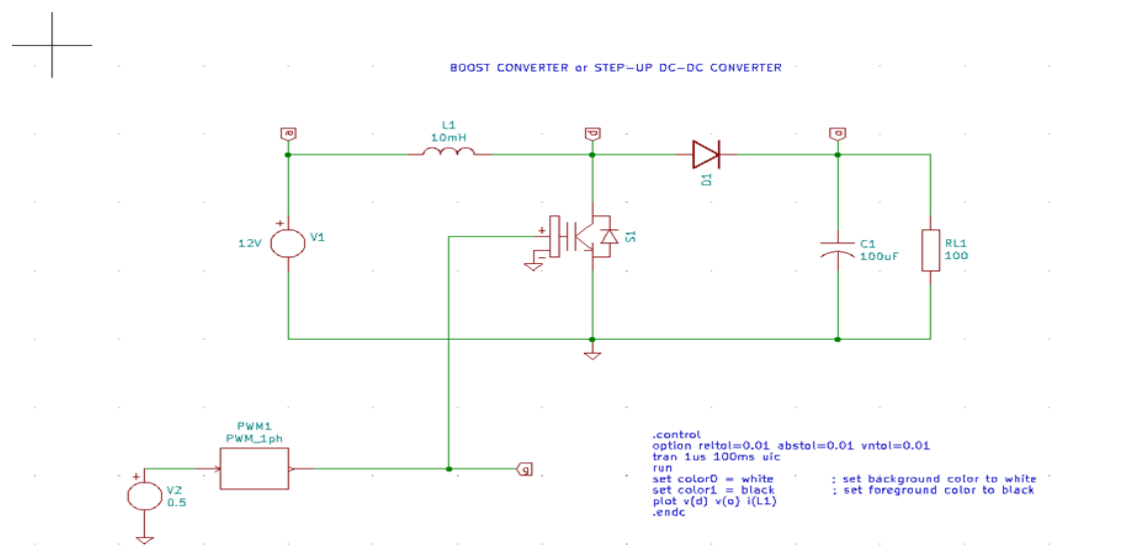 BOOST CONVERTER or STEP-UP DC-DC CONVERTER
e
L1
10mH
d
a
D1
12V
V1
+
+
-
S1
C1
100uF
RL1
100
PWM1
PWM_1ph
g
+
V2
0.5
.control
option reltol=0.01 abstol=0.01 vntol=0.01
tran 1us 100ms uic
run
set color0 = white ; set background color to white
set color1 = black ; set foreground color to black
plot v(d) v(a) i(L1)
.endc